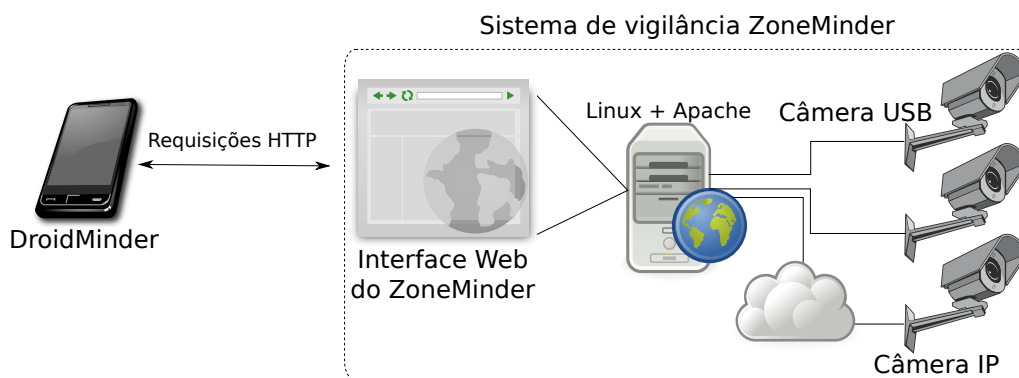 Sistema de vigilância ZoneMinder
Linux + Apache
Câmera USB
Requisições HTTP
DroidMinder
Interface Web
do ZoneMinder
Câmera IP